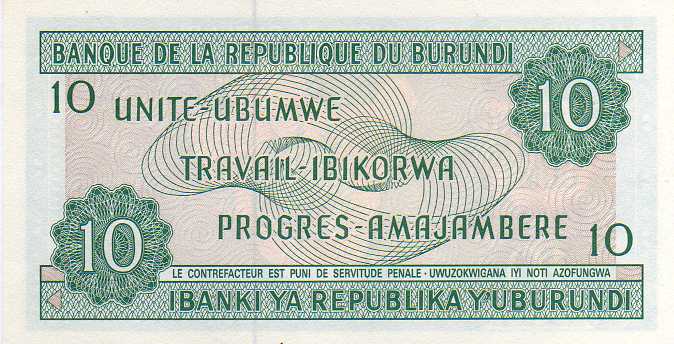 BANQUE DE LA REPUBLIQUE DU BURUNDI
10
UNITE-UBUMWE
10
TRAVAIL-IBIKORWA
PROGRES-AMAJAMBERE
10
10
LE CONTREFACTEUR EST PUNI DE SERVITUDE PENALE · UWUZOKWIGANA IYI NOTI AZOFUNGWA
IBANKI YA REPUBLIKA Y'UBURUNDI